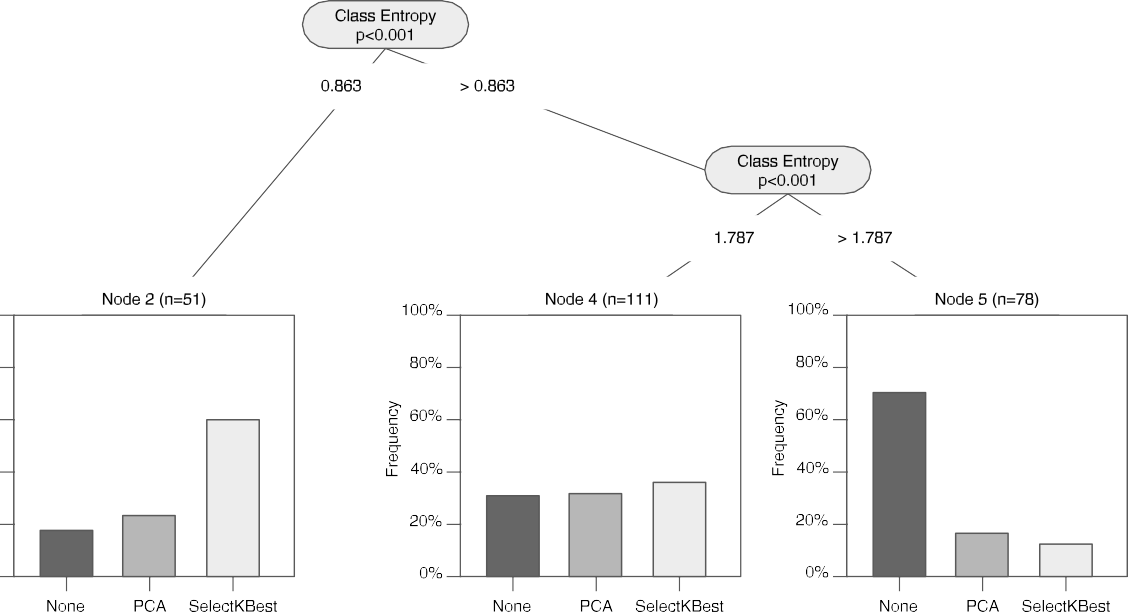 Class Entropy
p<0.001
0.863
> 0.863
Class Entropy
p<0.001
1.787
> 1.787
Node 2 (n=51)
None
PCA
SelectKBest
Node 4 (n=111)
Frequency
100%
80%
60%
40%
20%
0%
None
PCA
SelectKBest
Node 5 (n=78)
Frequency
100%
80%
60%
40%
20%
0%
None
PCA
SelectKBest